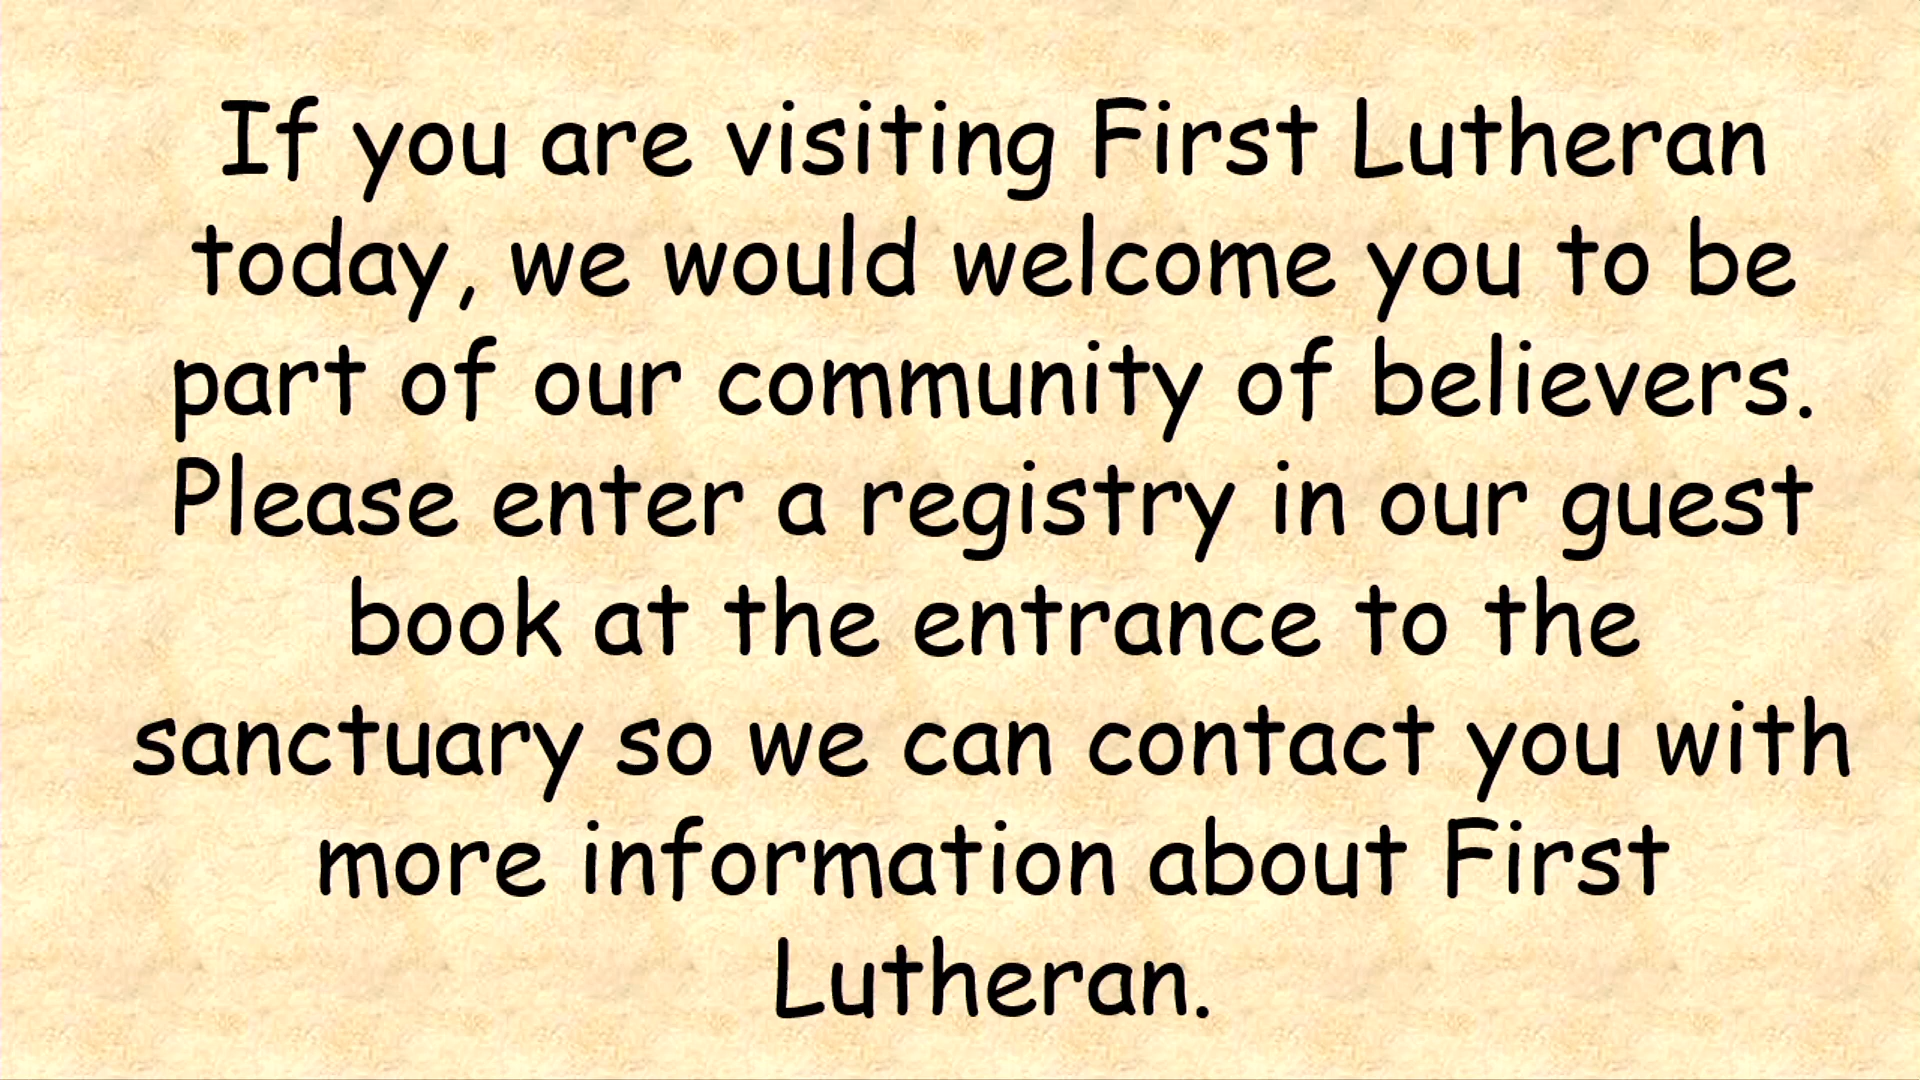 If you are visiting First Lutheran
today, we would welcome you to be
part of our community of believers.
Please enter a registry in our guest
book at the entrance to the
sanctuary so we can contact you with
more information about First
Lutheran.